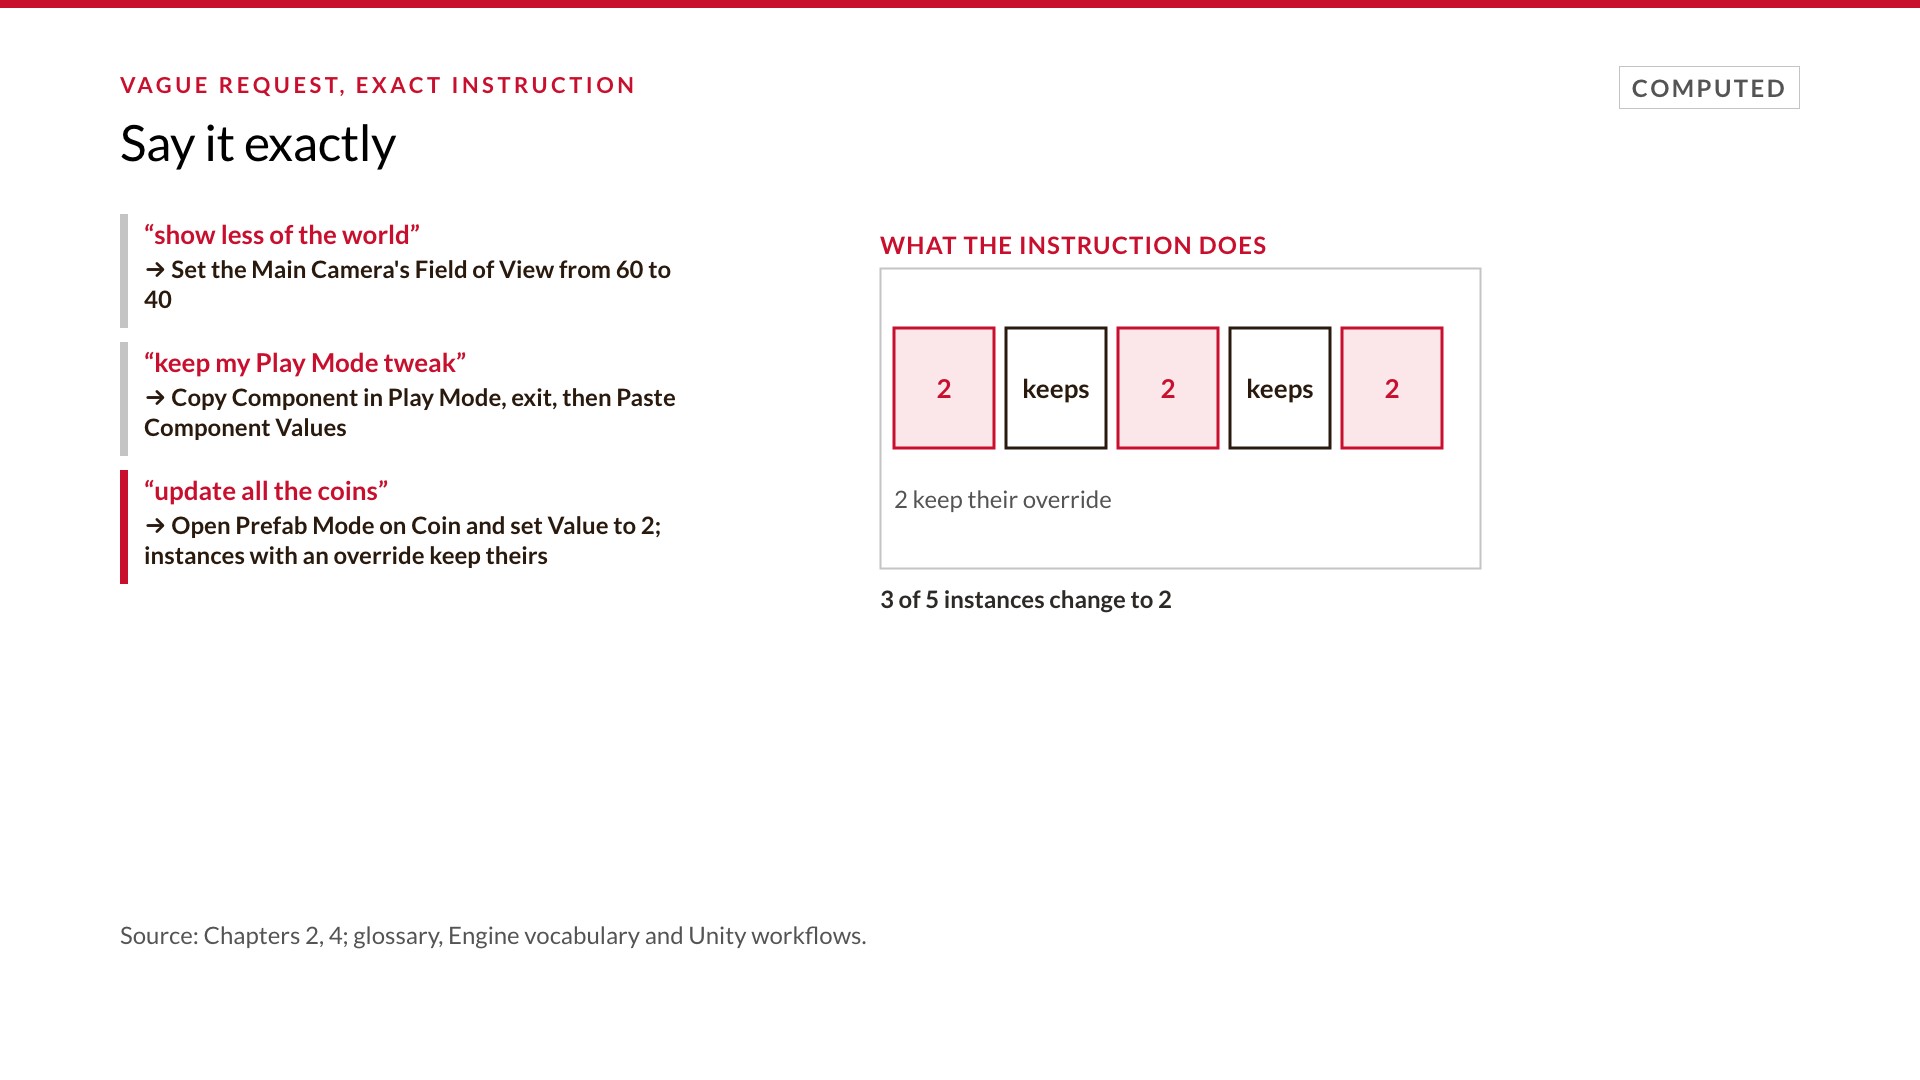 VAGUE REQUEST, EXACT INSTRUCTION
COMPUTED
Say it exactly
“show less of the world”
→ Set the Main Camera's Field of View from 60 to
40
“keep my Play Mode tweak”
→ Copy Component in Play Mode, exit, then Paste
Component Values
“update all the coins”
→ Open Prefab Mode on Coin and set Value to 2;
instances with an override keep theirs
WHAT THE INSTRUCTION DOES
2 keeps 2 keeps 2
2 keep their override
3 of 5 instances change to 2
Source: Chapters 2, 4; glossary, Engine vocabulary and Unity workflows.